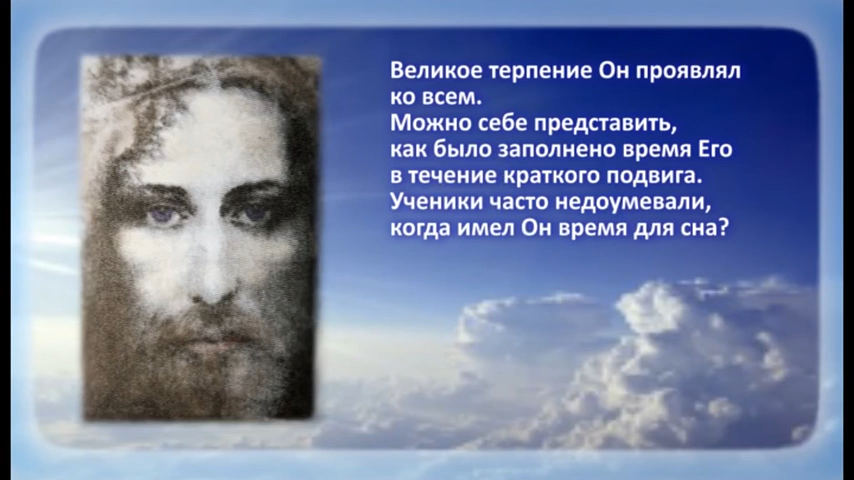 Великое терпение Он проявлял
ко всем.
Можно себе представить,
как было заполнено время Его
в течение краткого подвига.
Ученики часто недоумевали,
когда имел Он время для сна?